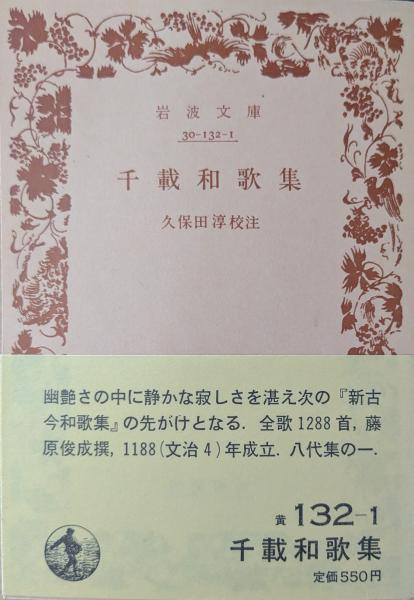 岩波文庫
30-132-1
千載和歌集
久保田淳校注
幽艶さの中に静かな寂しさを湛え次の『新古
今和歌集』の先がけとなる．全歌1288首，藤
原俊成撰，1188(文治4)年成立．八代集の一．
黄 132-1
千載和歌集
定価550円